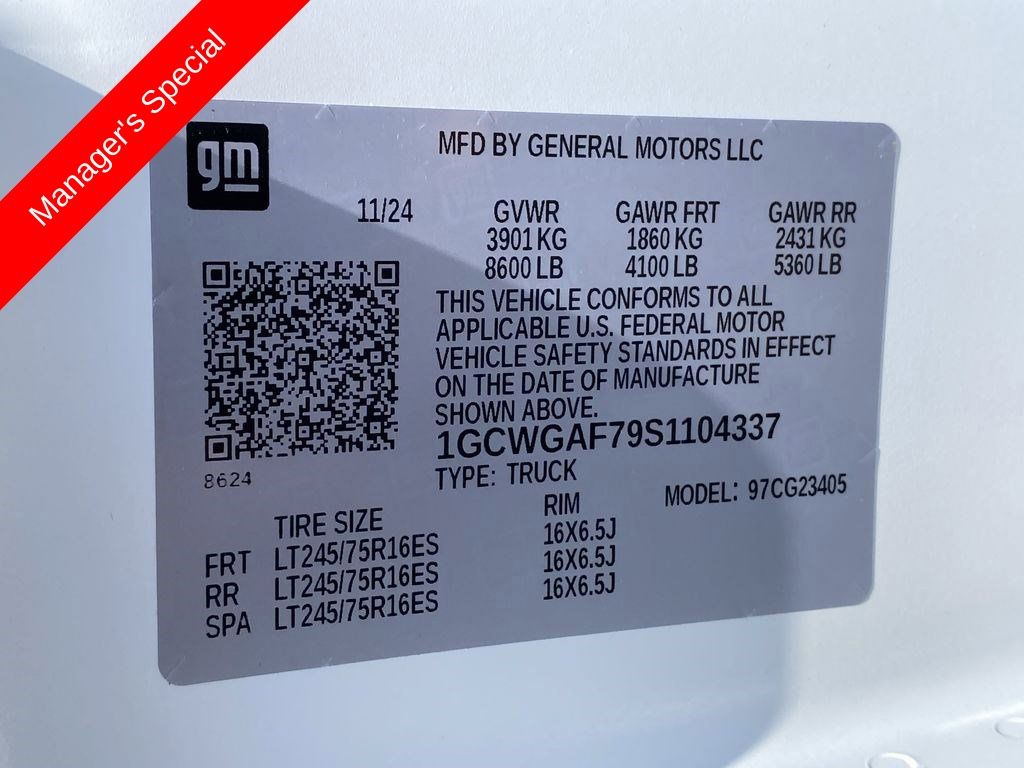 Manager's Special
gm
MFD BY GENERAL MOTORS LLC
11/24 GVWR GAWR FRT GAWR RR
3901 KG 1860 KG 2431 KG
8600 LB 4100 LB 5360 LB
THIS VEHICLE CONFORMS TO ALL
APPLICABLE U.S. FEDERAL MOTOR
VEHICLE SAFETY STANDARDS IN EFFECT
ON THE DATE OF MANUFACTURE
SHOWN ABOVE.
1GCWGAF79S1104337
8624
TYPE: TRUCK MODEL: 97CG23405
TIRE SIZE RIM
FRT LT245/75R16ES 16X6.5J
RR LT245/75R16ES 16X6.5J
SPA LT245/75R16ES 16X6.5J